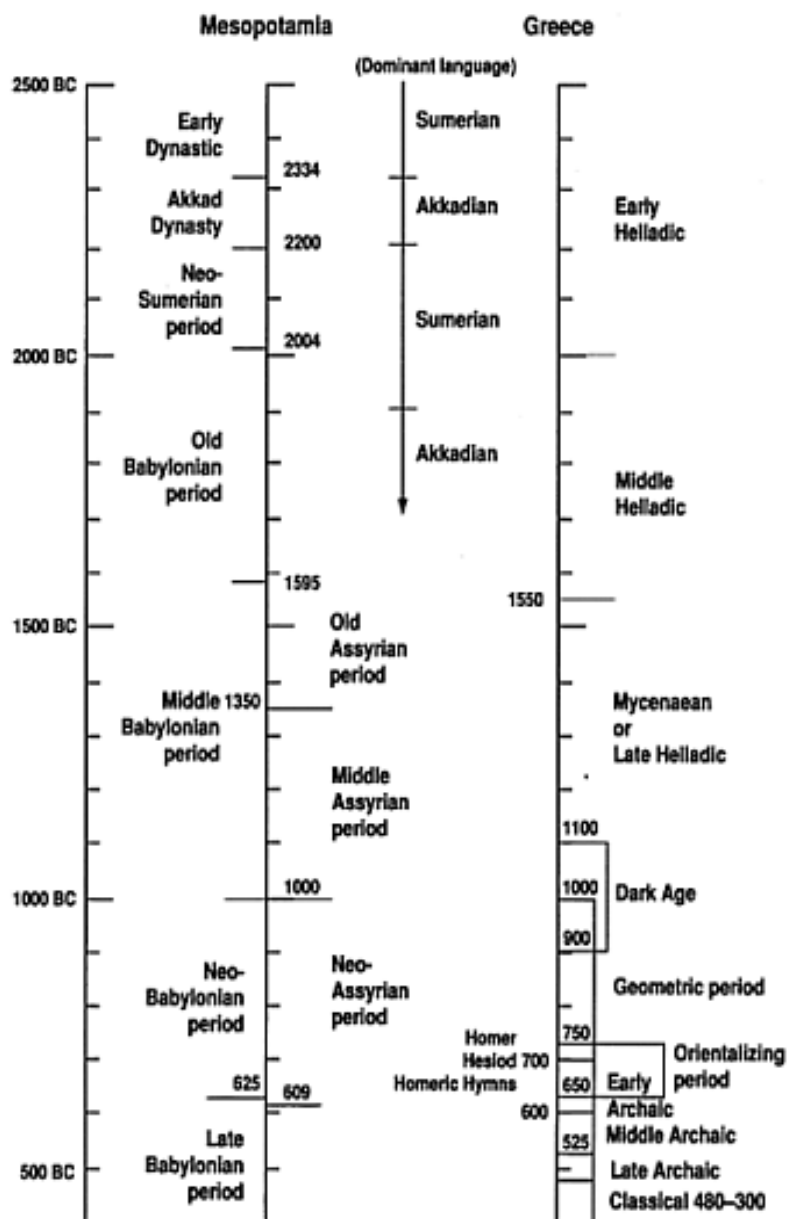 Mesopotamia
Greece
(Dominant language)
2500 BC
Early
Dynastic
Sumerian
2334
Akkad
Dynasty
Akkadian
Early
Helladic
2200
Neo-
Sumerian
period
Sumerian
2004
2000 BC
Old
Babylonian
period
Akkadian
Middle
Helladic
1595
1550
1500 BC
Old
Assyrian
period
Middle
Babylonian
period
1350
Mycenaean
or
Late Helladic
Middle
Assyrian
period
1100
1000 BC
1000
1000
Dark Age
900
Neo-
Babylonian
period
Neo-
Assyrian
period
Geometric period
750
Homer
Hesiod 700
Homeric Hymns
Orientalizing
period
625
609
650
Early
Archaic
600
Middle Archaic
525
Late
Babylonian
period
500 BC
Late Archaic
Classical 480–300